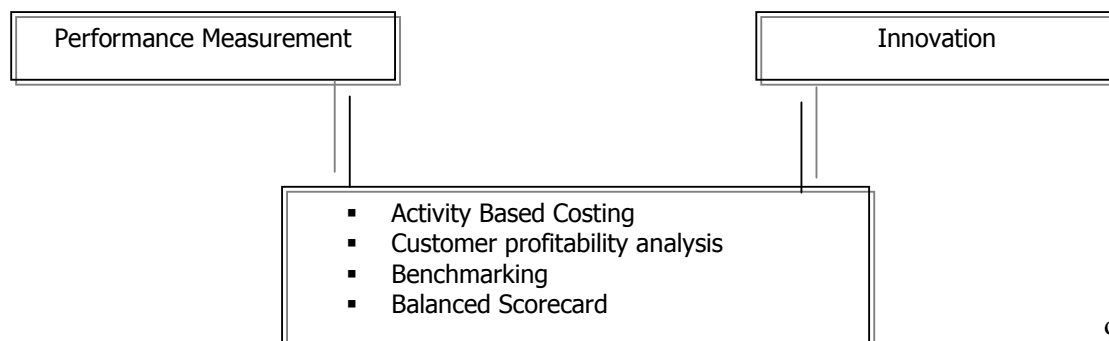 Performance Measurement
Innovation
▪ Activity Based Costing
▪ Customer profitability analysis
▪ Benchmarking
▪ Balanced Scorecard